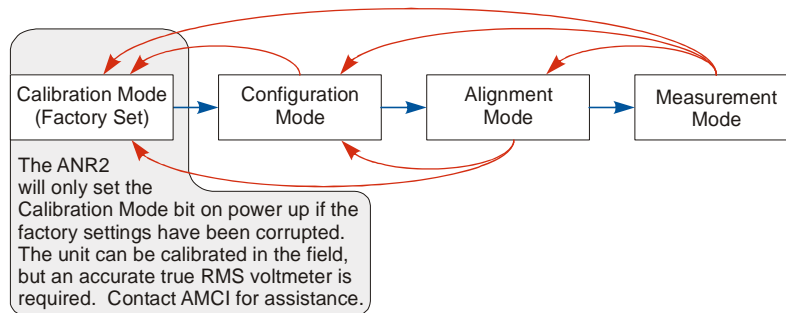 Calibration Mode
(Factory Set)
Configuration
Mode
Alignment
Mode
Measurement
Mode
The ANR2
will only set the
Calibration Mode bit on power up if the
factory settings have been corrupted.
The unit can be calibrated in the field,
but an accurate true RMS voltmeter is
required.  Contact AMCI for assistance.